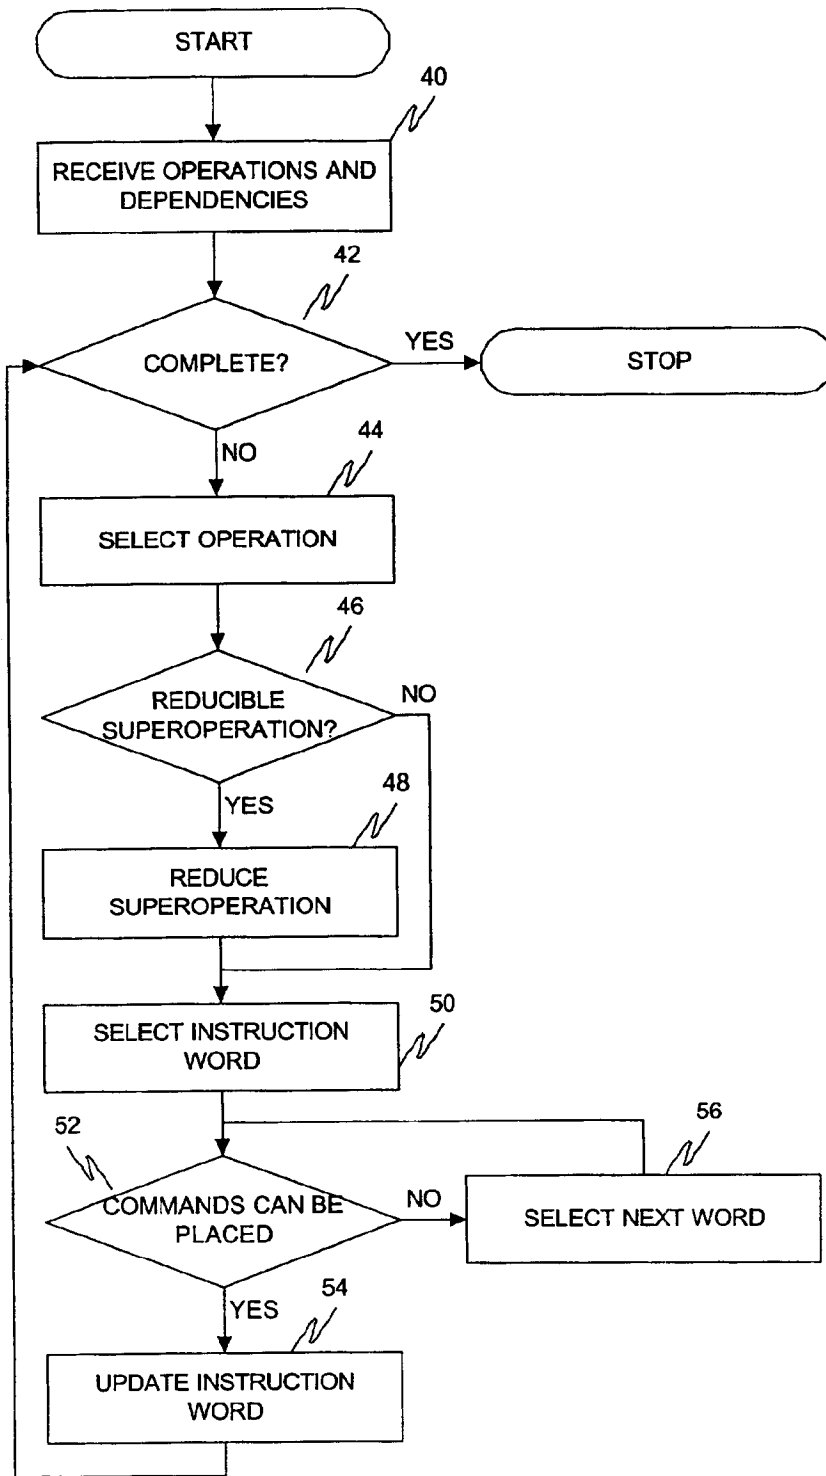 START
40
RECEIVE OPERATIONS AND
DEPENDENCIES
42
COMPLETE?
YES
STOP
NO
44
SELECT OPERATION
46
REDUCIBLE
SUPEROPERATION?
NO
YES
48
REDUCE
SUPEROPERATION
50
SELECT INSTRUCTION
WORD
52
56
COMMANDS CAN BE
PLACED
NO
SELECT NEXT WORD
YES
54
UPDATE INSTRUCTION
WORD